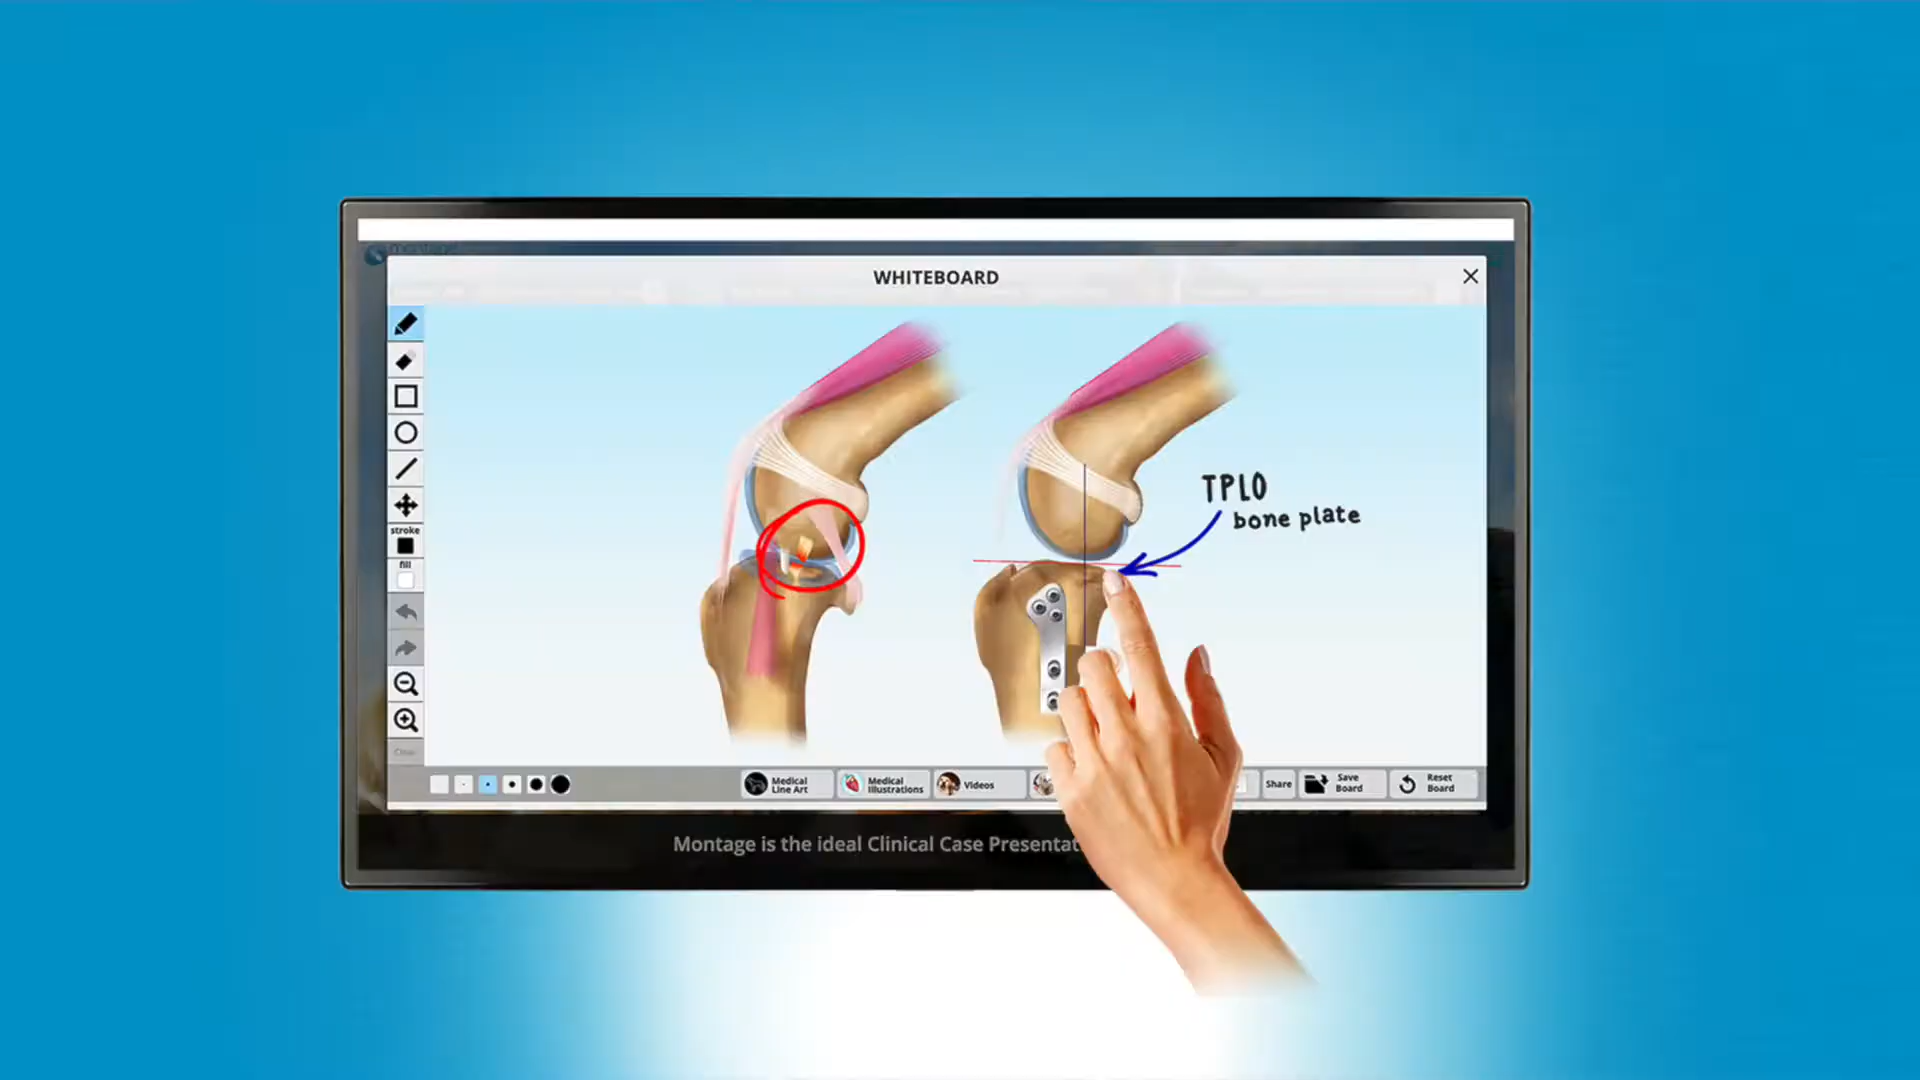 WHITEBOARD
TPLO
bone plate
stroke
fill
Clear
Medical
Line Art
Medical
Illustrations
Videos
Share
Save
Board
Reset
Board
Montage is the ideal Clinical Case Presentat